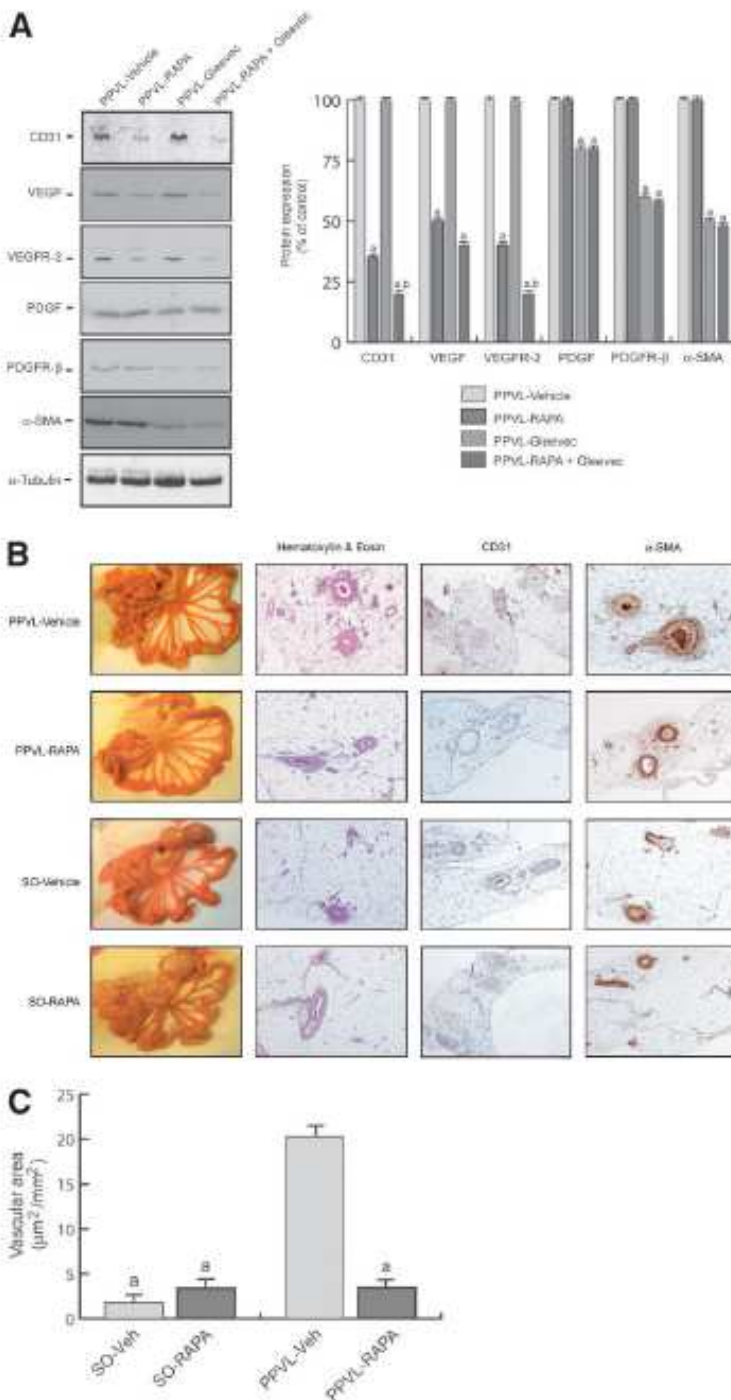 A
PPVL-Vehicle
PPVL-RAPA
PPVL-Gleevec
PPVL-RAPA + Gleevec
CD31
VEGF
VEGFR-2
PDGF
PDGFR-β
α-SMA
α-Tubulin
Protein expression
(% of control)
100
75
50
25
0
a
a,b
a
a
a
a,b
a
a
a
a
a
a
CD31 VEGF VEGFR-2 PDGF PDGFR-β α-SMA
PPVL-Vehicle
PPVL-RAPA
PPVL-Gleevec
PPVL-RAPA + Gleevec
B
Hematoxylin & Eosin CD31 α-SMA
PPVL-Vehicle
PPVL-RAPA
SO-Vehicle
SO-RAPA
C
Vascular area
(µm²/mm²)
25
20
15
10
5
0
a
a
a
SO-Veh
SO-RAPA
PPVL-Veh
PPVL-RAPA